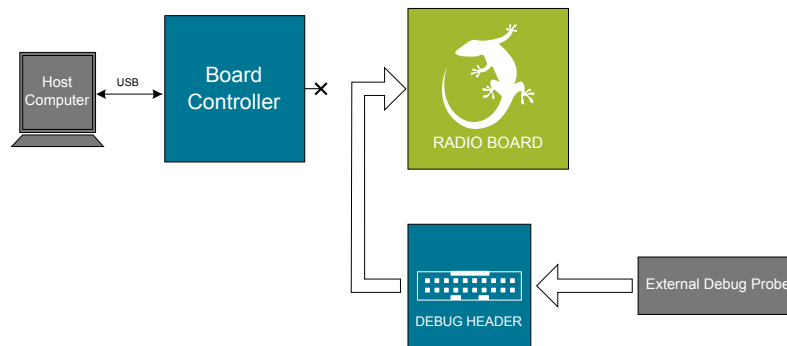 Host
Computer
USB
Board
Controller
RADIO BOARD
DEBUG HEADER
External Debug Probe